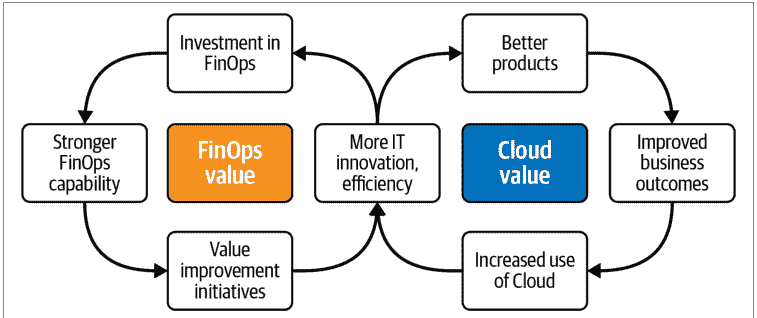 Investment in
FinOps
Better
products
Stronger
FinOps
capability
FinOps
value
More IT
innovation,
efficiency
Cloud
value
Improved
business
outcomes
Value
improvement
initiatives
Increased use
of Cloud